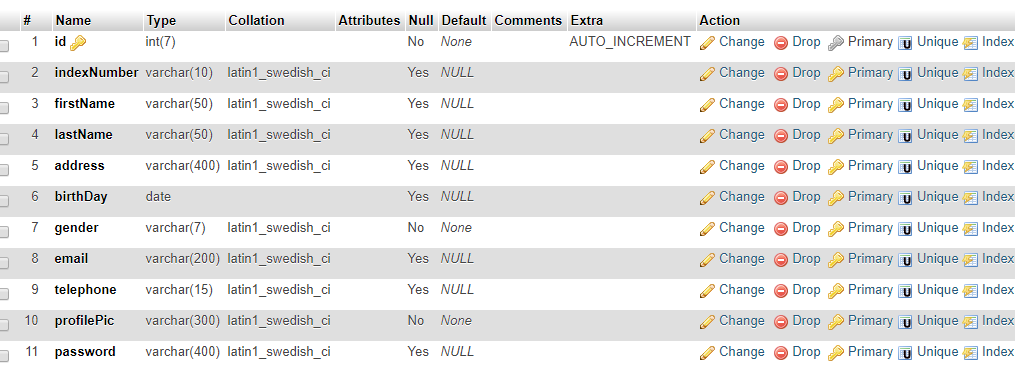 # Name Type Collation Attributes Null Default Comments Extra Action
1 id int(7) No None AUTO_INCREMENT Change Drop Primary Unique Index
2 indexNumber varchar(10) latin1_swedish_ci Yes NULL Change Drop Primary Unique Index
3 firstName varchar(50) latin1_swedish_ci Yes NULL Change Drop Primary Unique Index
4 lastName varchar(50) latin1_swedish_ci Yes NULL Change Drop Primary Unique Index
5 address varchar(400) latin1_swedish_ci Yes NULL Change Drop Primary Unique Index
6 birthDay date Yes NULL Change Drop Primary Unique Index
7 gender varchar(7) latin1_swedish_ci No None Change Drop Primary Unique Index
8 email varchar(200) latin1_swedish_ci Yes NULL Change Drop Primary Unique Index
9 telephone varchar(15) latin1_swedish_ci Yes NULL Change Drop Primary Unique Index
10 profilePic varchar(300) latin1_swedish_ci No None Change Drop Primary Unique Index
11 password varchar(400) latin1_swedish_ci Yes NULL Change Drop Primary Unique Index